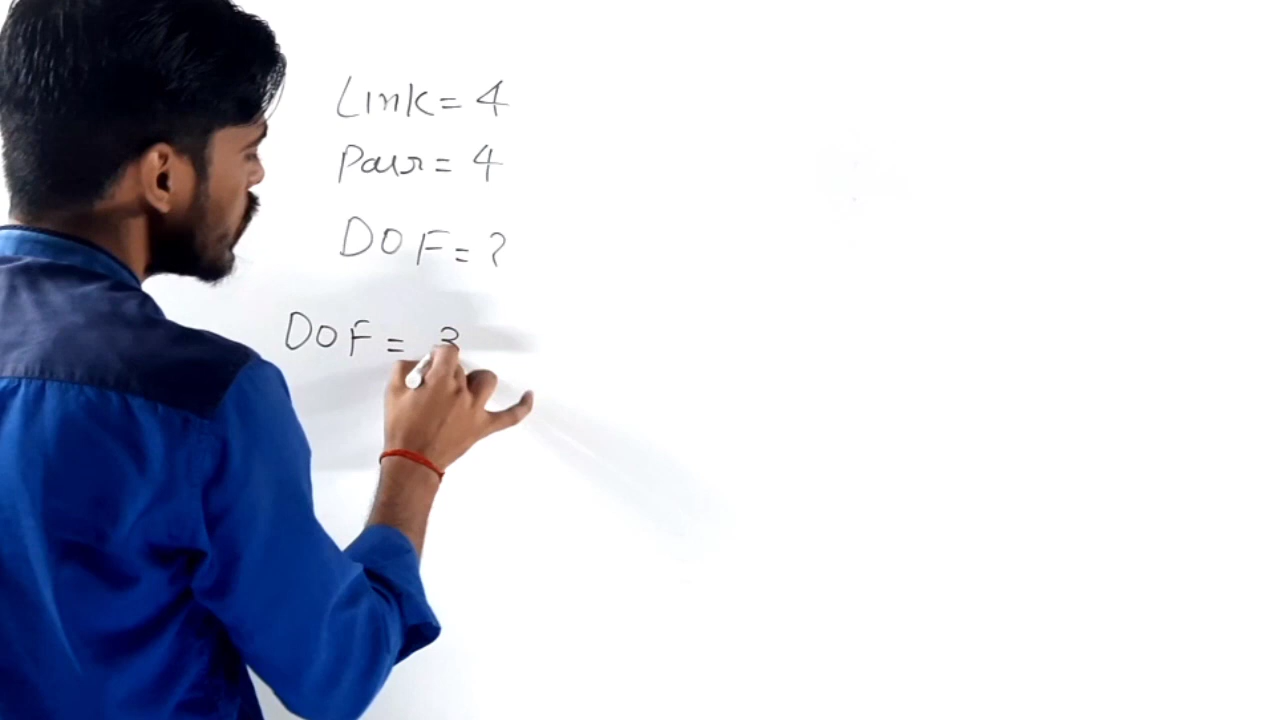 Link = 4
Pair = 4
DOF = ?
DOF = 3